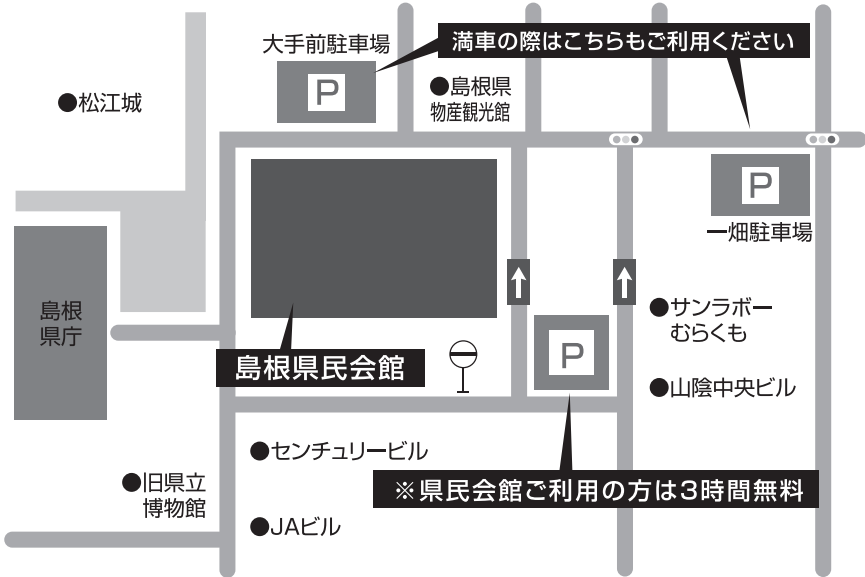 大手前駐車場
満車の際はこちらもご利用ください
P
●島根県
物産観光館
●松江城
P
一畑駐車場
島根
県庁
●サンラポー
むらくも
P
島根県民会館
●山陰中央ビル
●センチュリービル
●旧県立
博物館
※県民会館ご利用の方は3時間無料
●JAビル